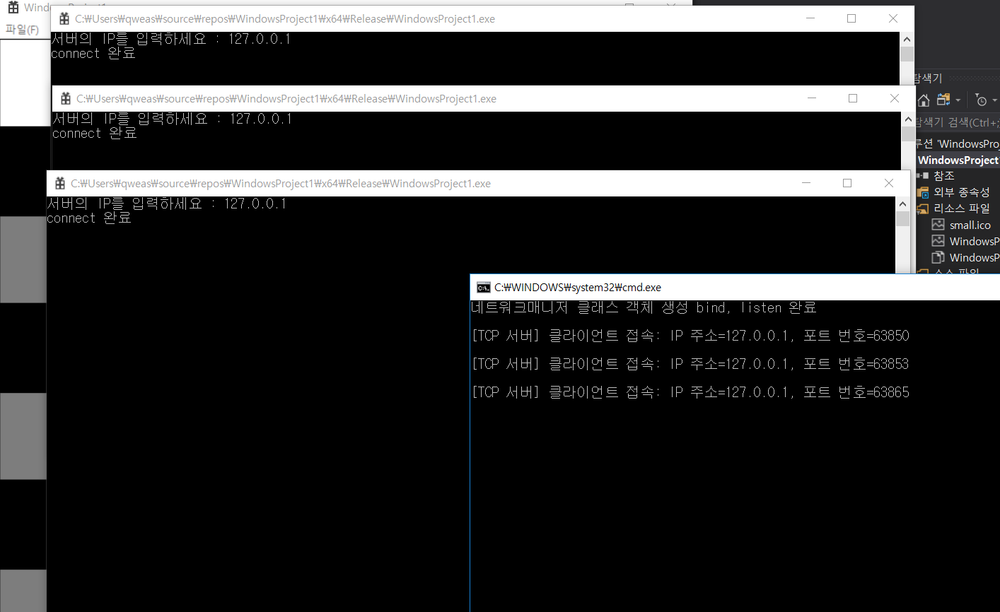 파일(F)
C:₩Users₩qweas₩source₩repos₩WindowsProject1₩x64₩Release₩WindowsProject1.exe
서버의 IP를 입력하세요 : 127.0.0.1
connect 완료
C:₩Users₩qweas₩source₩repos₩WindowsProject1₩x64₩Release₩WindowsProject1.exe
서버의 IP를 입력하세요 : 127.0.0.1
connect 완료
C:₩Users₩qweas₩source₩repos₩WindowsProject1₩x64₩Release₩WindowsProject1.exe
서버의 IP를 입력하세요 : 127.0.0.1
connect 완료
C:₩WINDOWS₩system32₩cmd.exe
네트워크매니저 클래스 객체 생성 bind, listen 완료
[TCP 서버] 클라이언트 접속: IP 주소=127.0.0.1, 포트 번호=63850
[TCP 서버] 클라이언트 접속: IP 주소=127.0.0.1, 포트 번호=63853
[TCP 서버] 클라이언트 접속: IP 주소=127.0.0.1, 포트 번호=63865
탐색기
탐색기 검색(Ctrl+;
루션 'WindowsProj
WindowsProject
참조
외부 종속성
리소스 파일
small.ico
WindowsP
WindowsP